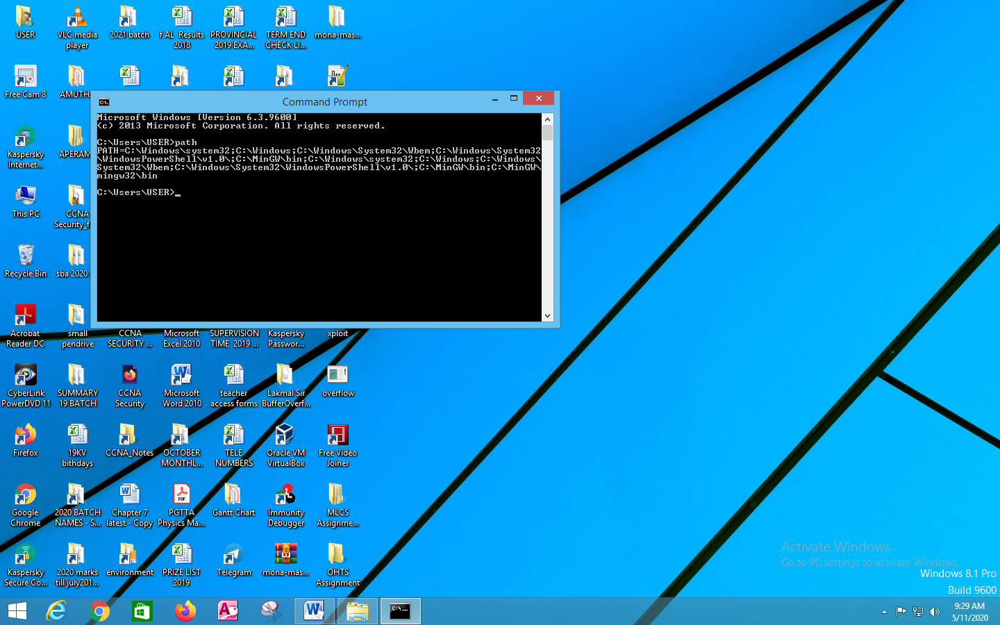 USER
VLC media
player
2021 batch
f AL Results
2018
PROVINCIAL
2019 EXA...
TERM END
CHECK LI...
mona-mas...
Free Cam 8
AMUTH
Kaspersky
Internet...
APERAM
This PC
CCNA
Security_f
Recycle Bin
sba 2020
Command Prompt
Microsoft Windows [Version 6.3.9600]
(c) 2013 Microsoft Corporation. All rights reserved.
C:\Users\USER>path
PATH=C:\Windows\system32;C:\Windows;C:\Windows\System32\Wbem;C:\Windows\System32
\WindowsPowerShell\v1.0\;C:\MinGW\bin;C:\Windows\system32;C:\Windows;C:\Windows\
System32\Wbem;C:\Windows\System32\WindowsPowerShell\v1.0\;C:\MinGW\bin;C:\MinGW\
mingw32\bin
C:\Users\USER>_
Acrobat
Reader DC
small
pendrive
CCNA
SECURITY ...
Microsoft
Excel 2010
SUPERVISION
TIME 2019 ...
Kaspersky
Passwor...
xploit
CyberLink
PowerDVD 11
SUMMARY
19 BATCH
CCNA
Security
Microsoft
Word 2010
teacher
access forms
Lakmal Sir
BufferOverf...
overflow
Firefox
19KV
bithdays
CCNA_Notes
OCTOBER
MONTHL...
TELE
NUMBERS
Oracle VM
VirtualBox
Free Video
Joiner
Google
Chrome
2020 BATCH
NAMES - S...
Chapter 7
latest - Copy
PDF
PGTTA
Physics Ma...
Gantt Chart
Immunity
Debugger
MLCS
Assignme...
Kaspersky
Secure Co...
2020 marks
till july201...
environment
PRIZE LIST
2019
Telegram
mona-mas...
OHTS
Assignment
Activate Windows
Go to PC settings to activate Windows.
Windows 8.1 Pro
Build 9600
9:29 AM
5/11/2020